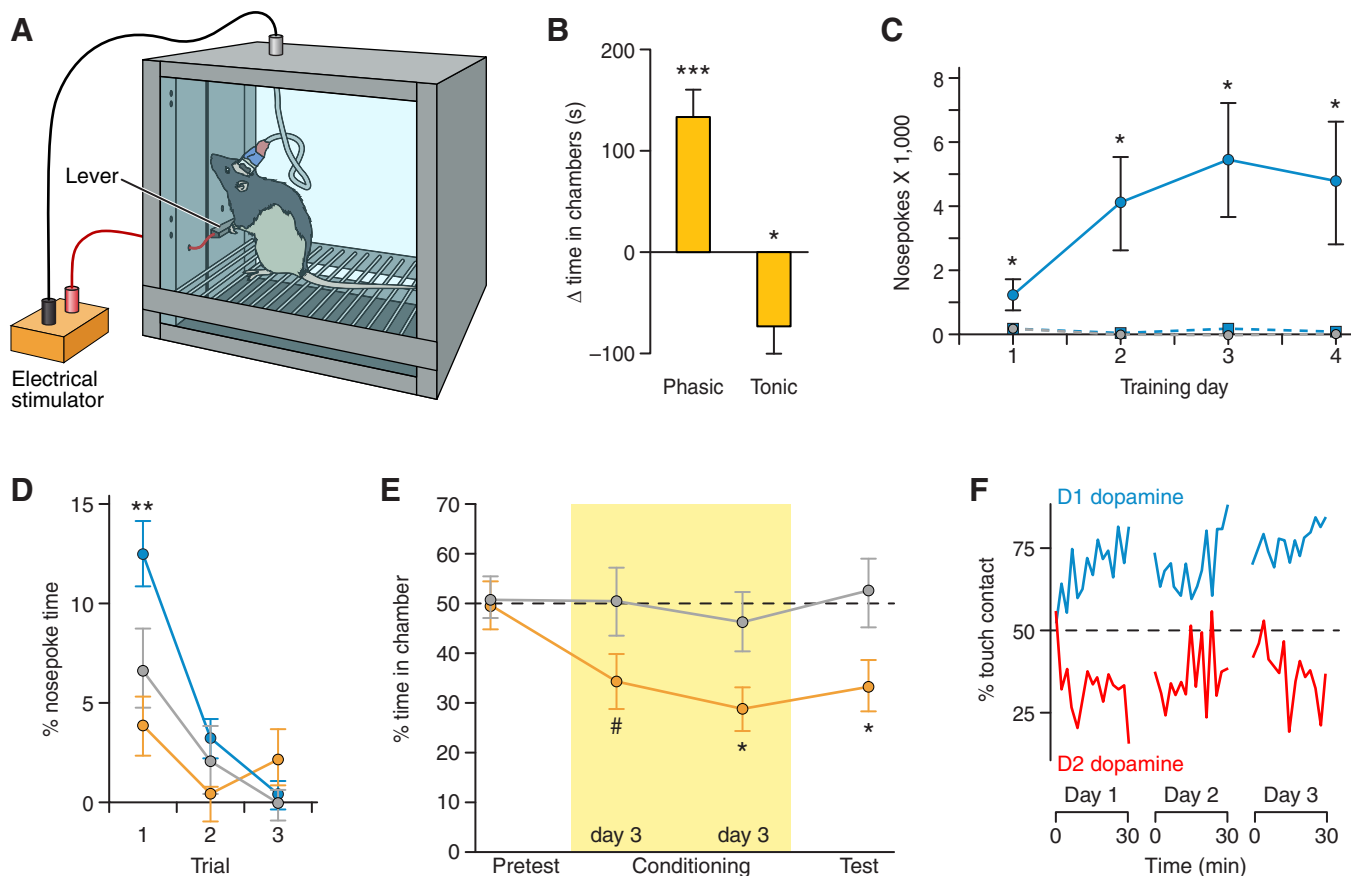 A
Lever
Electrical
stimulator
B
Δ time in chambers (s)
200
100
0
–100
***
*
Phasic
Tonic
C
Nosepokes X 1,000
8
6
4
2
0
*
*
*
*
1
2
3
4
Training day
D
% nosepoke time
15
10
5
0
**
1
2
3
Trial
E
% time in chamber
70
60
50
40
30
20
10
0
#
*
*
day 3
day 3
Pretest
Conditioning
Test
F
D1 dopamine
% touch contact
75
50
25
D2 dopamine
Day 1
Day 2
Day 3
0
30
0
30
0
30
Time (min)